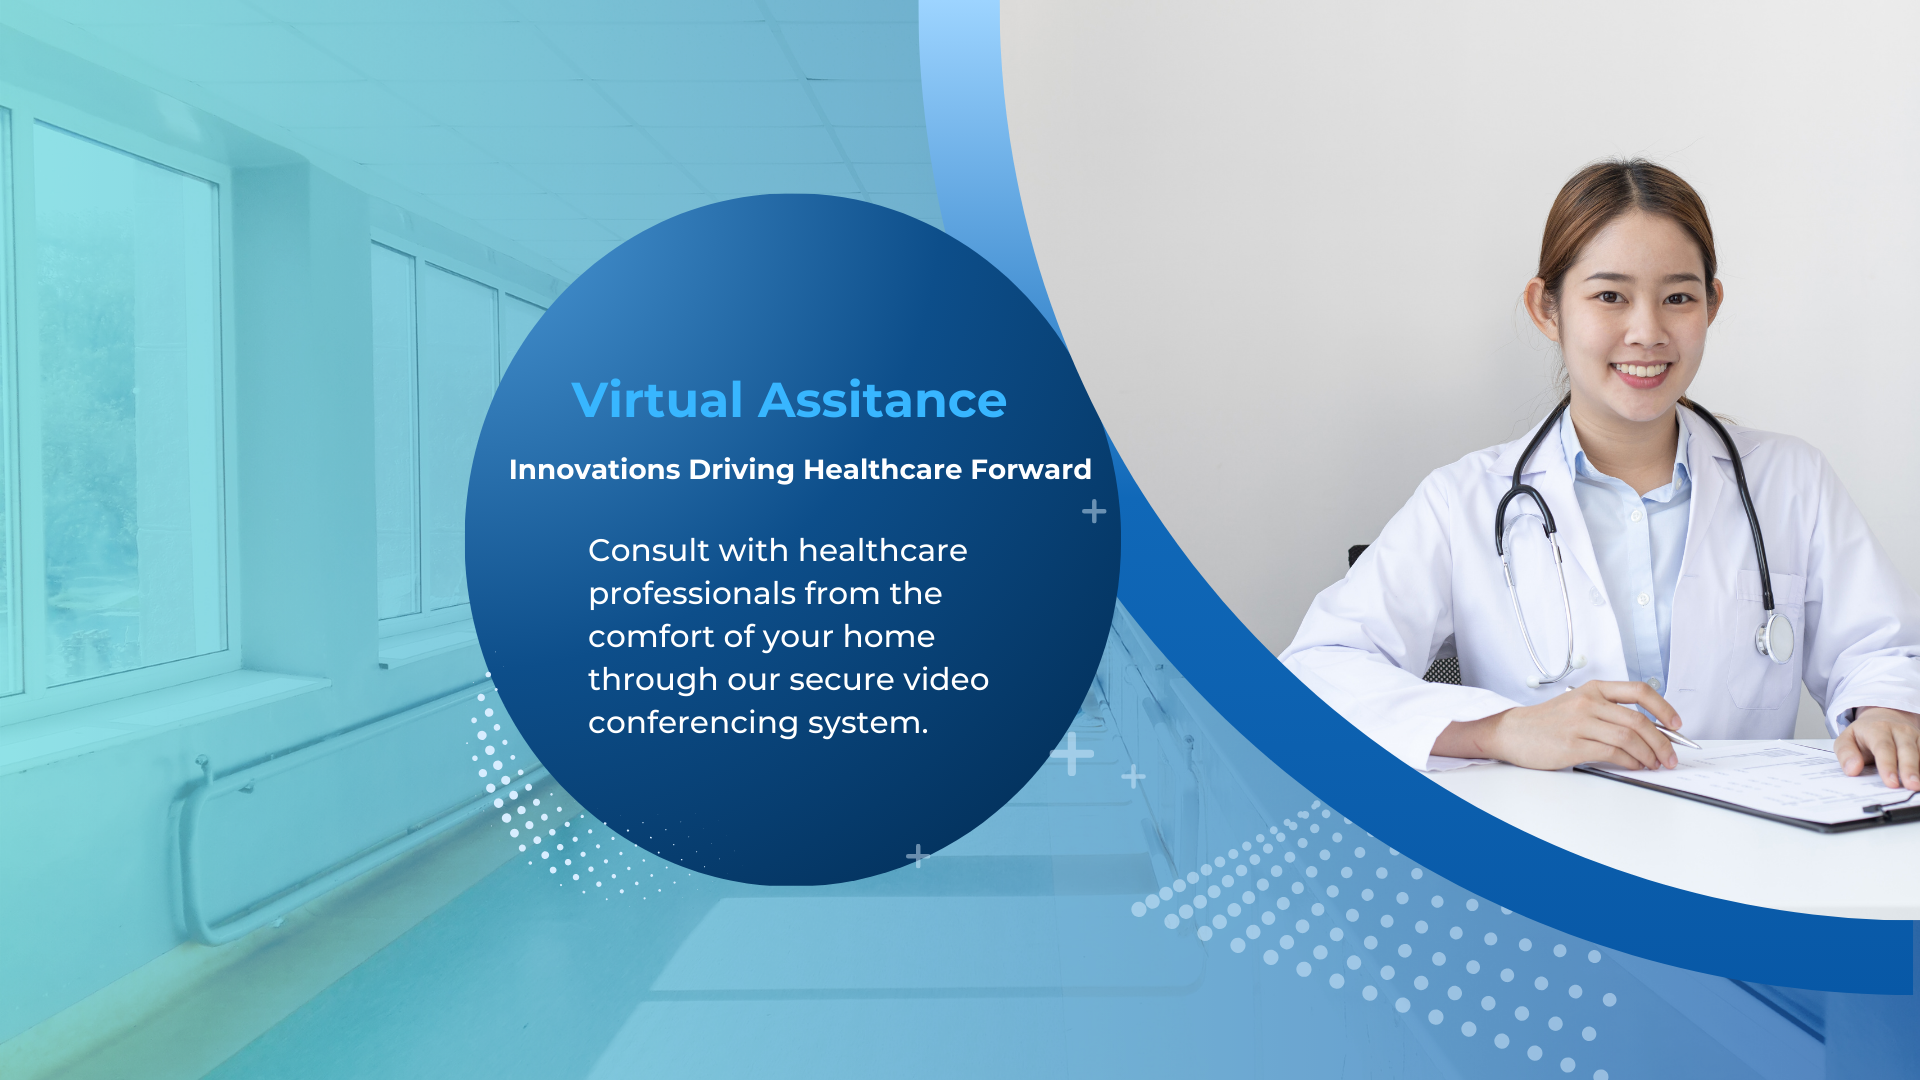 Virtual Assitance
Innovations Driving Healthcare Forward
Consult with healthcare
professionals from the
comfort of your home
through our secure video
conferencing system.